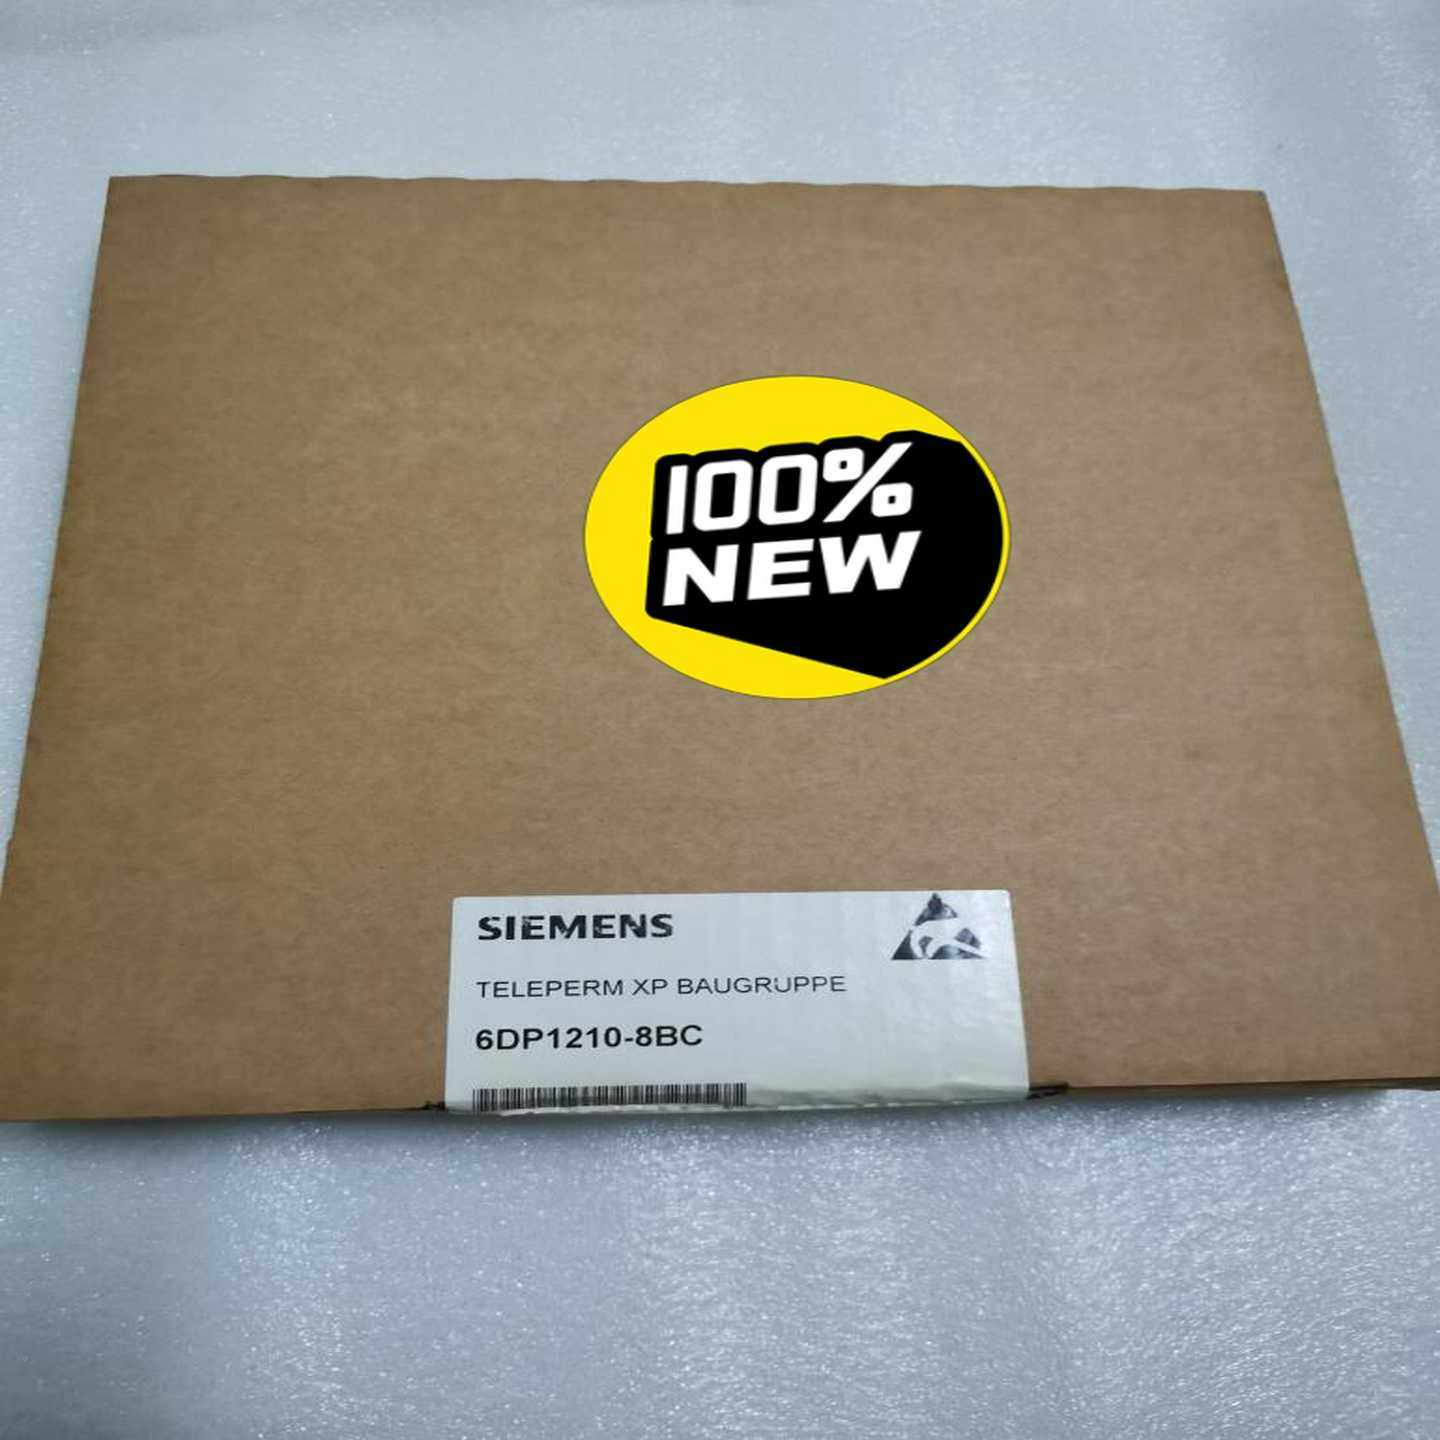 100%
NEW
SIEMENS
TELEPERM XP BAUGRUPPE
6DP1210-8BC